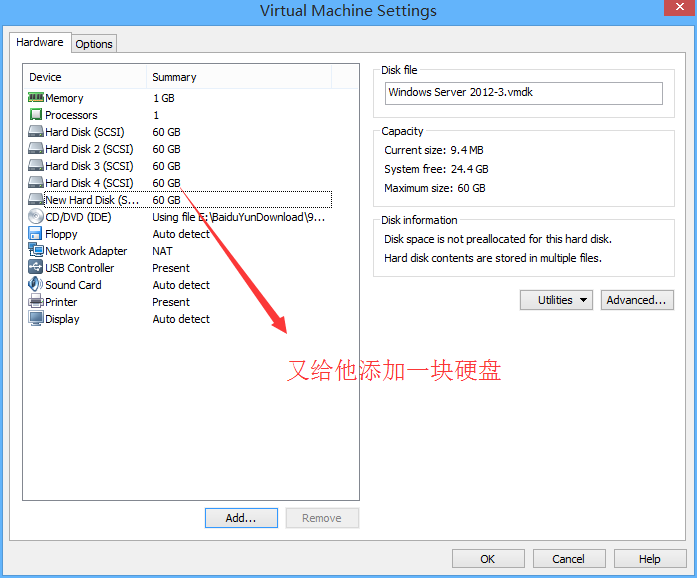 Virtual Machine Settings
Hardware Options
Device Summary
Memory 1 GB
Processors 1
Hard Disk (SCSI) 60 GB
Hard Disk 2 (SCSI) 60 GB
Hard Disk 3 (SCSI) 60 GB
Hard Disk 4 (SCSI) 60 GB
New Hard Disk (S... 60 GB
CD/DVD (IDE) Using file E:\BaiduYunDownload\9...
Floppy Auto detect
Network Adapter NAT
USB Controller Present
Sound Card Auto detect
Printer Present
Display Auto detect
Add... Remove
Disk file
Windows Server 2012-3.vmdk
Capacity
Current size: 9.4 MB
System free: 24.4 GB
Maximum size: 60 GB
Disk information
Disk space is not preallocated for this hard disk.
Hard disk contents are stored in multiple files.
Utilities Advanced...
又给他添加一块硬盘
OK Cancel Help